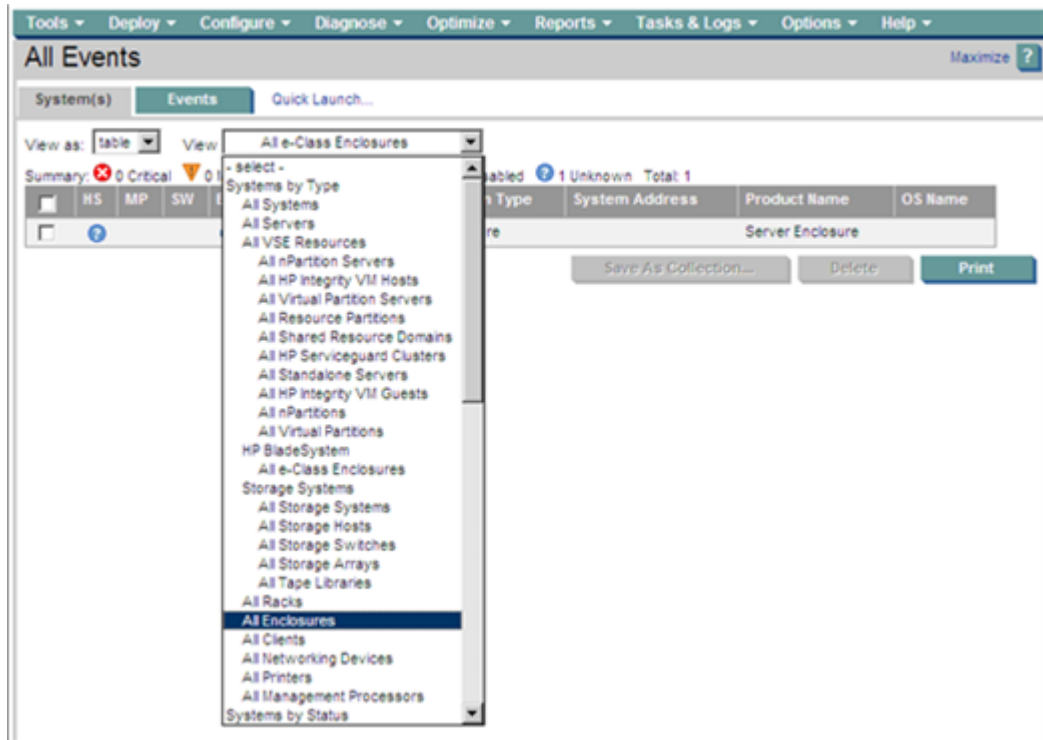 Tools Deploy Configure Diagnose Optimize Reports Tasks & Logs Options Help
All Events Maximize ?
System(s) Events Quick Launch...
View as: table View All e-Class Enclosures
Summary: 0 Critical 0 abled ? 1 Unknown Total: 1
HS MP SW n Type System Address Product Name OS Name
? re Server Enclosure
Save As Collection... Delete Print
- select -
Systems by Type
All Systems
All Servers
All VSE Resources
All nPartition Servers
All HP Integrity VM Hosts
All Virtual Partition Servers
All Resource Partitions
All Shared Resource Domains
All HP Serviceguard Clusters
All Standalone Servers
All HP Integrity VM Guests
All nPartitions
All Virtual Partitions
HP BladeSystem
All e-Class Enclosures
Storage Systems
All Storage Systems
All Storage Hosts
All Storage Switches
All Storage Arrays
All Tape Libraries
All Racks
All Enclosures
All Clients
All Networking Devices
All Printers
All Management Processors
Systems by Status